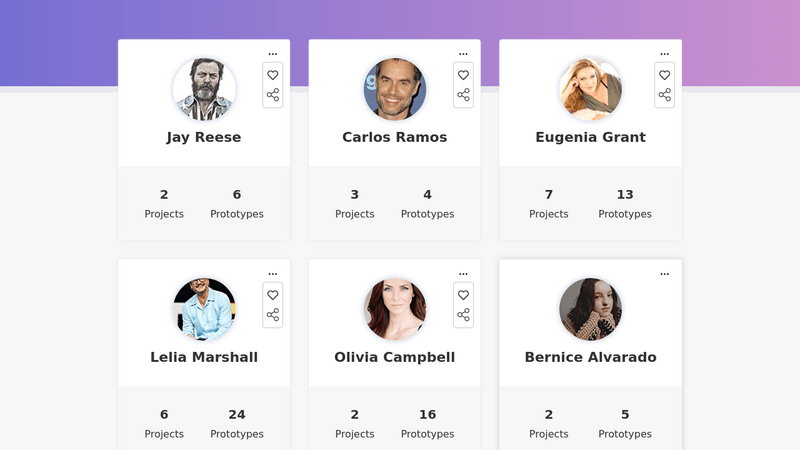 ...
Jay Reese
2 6
Projects Prototypes
...
Carlos Ramos
3 4
Projects Prototypes
...
Eugenia Grant
7 13
Projects Prototypes
...
Lelia Marshall
6 24
Projects Prototypes
...
Olivia Campbell
2 16
Projects Prototypes
...
Bernice Alvarado
2 5
Projects Prototypes